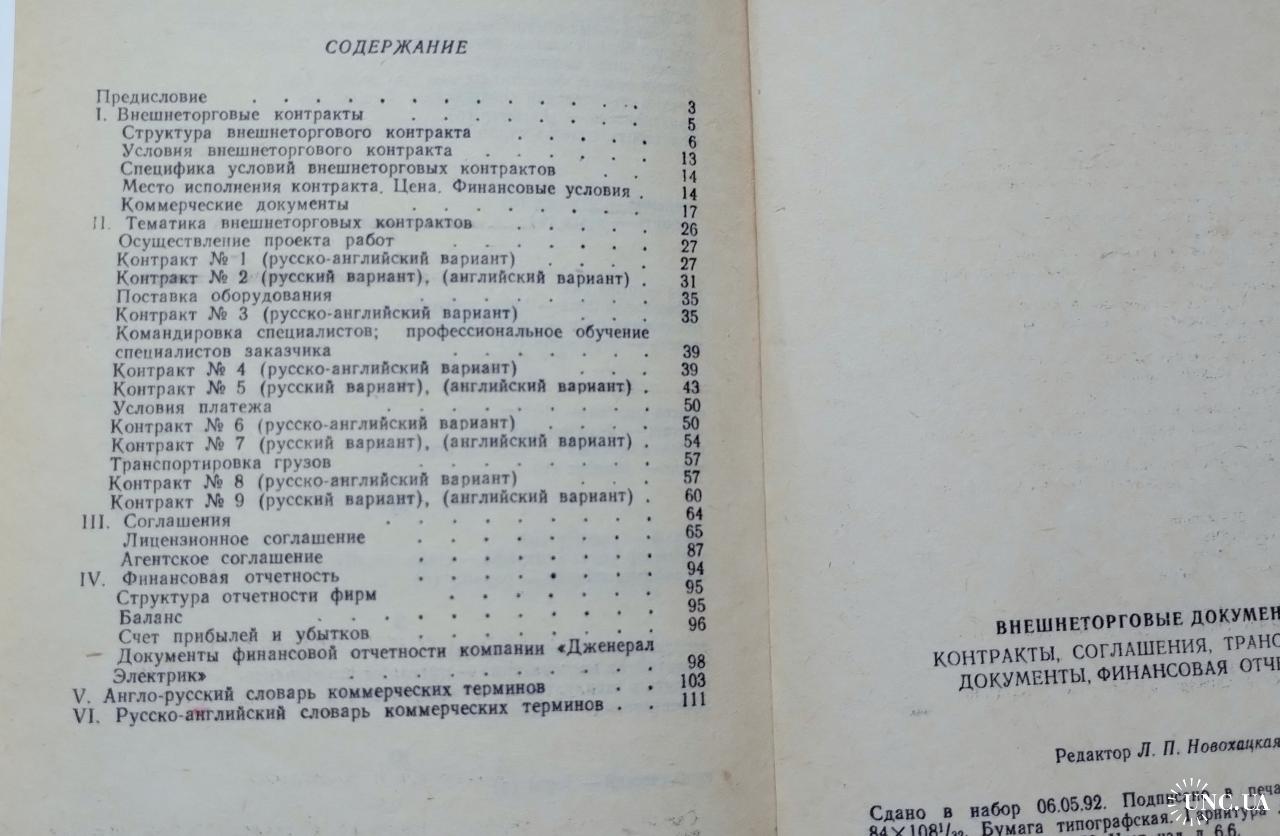 СОДЕРЖАНИЕ
Предисловие . . . . . . . . . . . . 3
I. Внешнеторговые контракты . . . . . . . 5
Структура внешнеторгового контракта . . . . . 6
Условия внешнеторгового контракта . . . . . . 13
Специфика условий внешнеторговых контрактов . . 14
Место исполнения контракта. Цена. Финансовые условия . 14
Коммерческие документы . . . . . . . 17
II. Тематика внешнеторговых контрактов . . . . . 26
Осуществление проекта работ . . . . . . 27
Контракт № 1 (русско-английский вариант) . . . . 27
Контракт № 2 (русский вариант), (английский вариант) . 31
Поставка оборудования . . . . . . . 35
Контракт № 3 (русско-английский вариант) . . . 35
Командировка специалистов; профессиональное обучение
специалистов заказчика . . . . . . . 39
Контракт № 4 (русско-английский вариант) . . . 39
Контракт № 5 (русский вариант), (английский вариант) . 43
Условия платежа . . . . . . . . . 50
Контракт № 6 (русско-английский вариант) . . . . 50
Контракт № 7 (русский вариант), (английский вариант) . 54
Транспортировка грузов . . . . . . . 57
Контракт № 8 (русско-английский вариант) . . . 57
Контракт № 9 (русский вариант), (английский вариант) . 60
III. Соглашения . . . . . . . . . 64
Лицензионное соглашение . . . . . . . . 65
Агентское соглашение . . . . . . . 87
IV. Финансовая отчетность . . . . . . . 94
Структура отчетности фирм . . . . . . 95
Баланс . . . . . . . . . . 95
Счет прибылей и убытков . . . . . . . 96
Документы финансовой отчетности компании «Дженерал
Электрик» . . . . . . . . . 98
V. Англо-русский словарь коммерческих терминов . . 103
VI. Русско-английский словарь коммерческих терминов . . 111
ВНЕШНЕТОРГОВЫЕ ДОКУМЕН
КОНТРАКТЫ, СОГЛАШЕНИЯ, ТРАНС
ДОКУМЕНТЫ, ФИНАНСОВАЯ ОТЧЕ
Редактор Л. П. Новохацкая
Сдано в набор 06.05.92. Подписано в печа
84×108¹/₃₂. Бумага типографская. Гарнитура
6,6.
UNC.UA